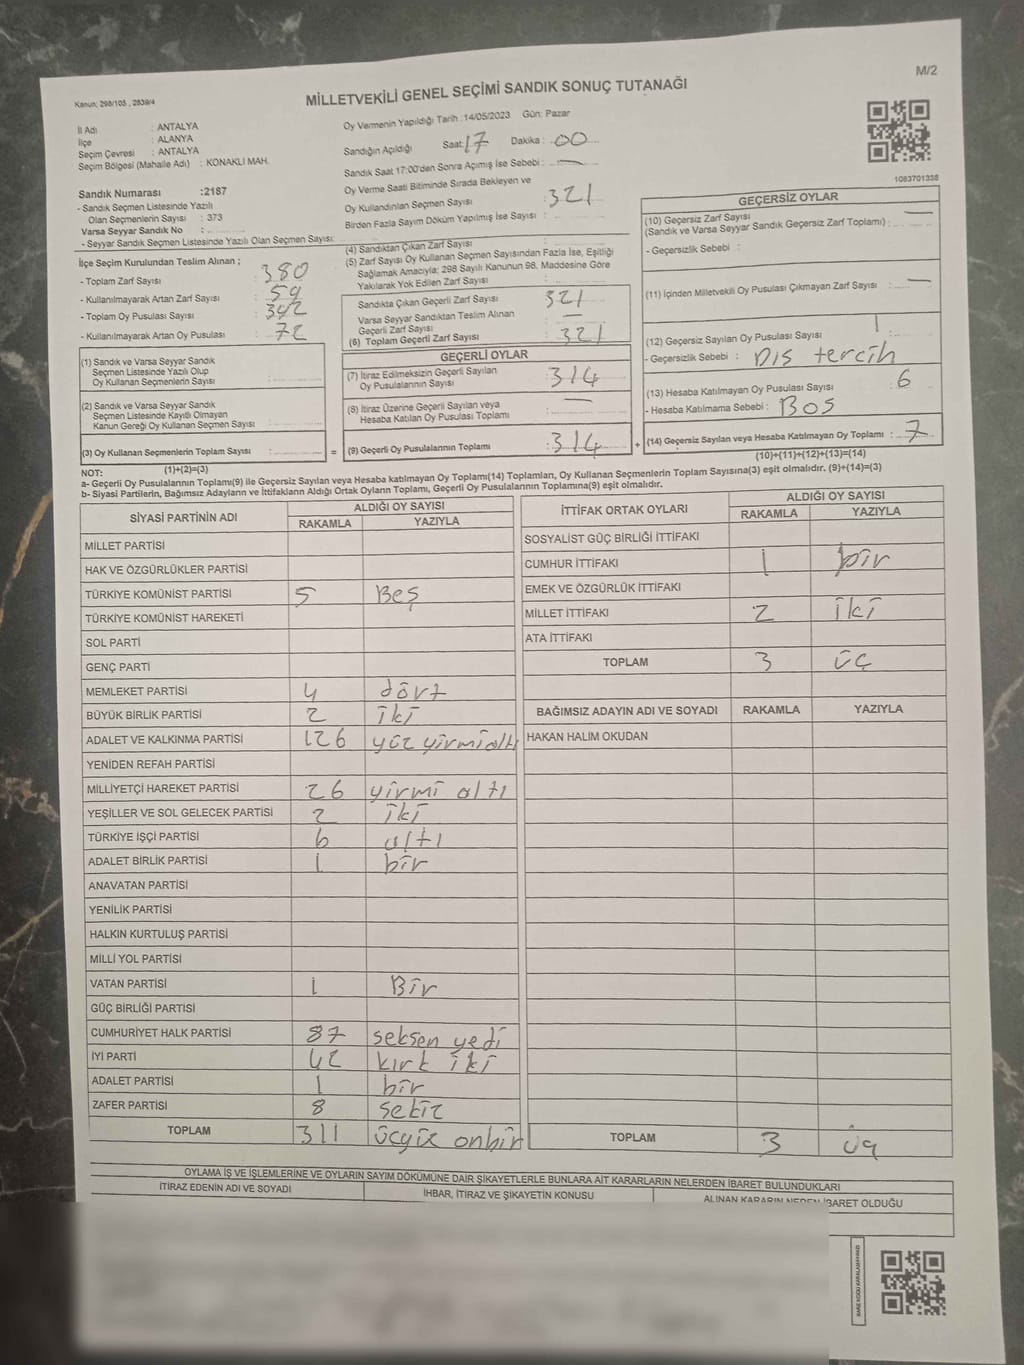 M/2
Kanun: 298/105 , 2839/4
MİLLETVEKİLİ GENEL SEÇİMİ SANDIK SONUÇ TUTANAĞI
İl Adı : ANTALYA
İlçe : ALANYA
Seçim Çevresi : ANTALYA
Seçim Bölgesi (Mahalle Adı) : KONAKLI MAH.
Sandık Numarası :2187
- Sandık Seçmen Listesinde Yazılı
Olan Seçmenlerin Sayısı : 373
Varsa Seyyar Sandık No :
- Seyyar Sandık Seçmen Listesinde Yazılı Olan Seçmen Sayısı:
Oy Vermenin Yapıldığı Tarih :14/05/2023 Gün: Pazar
Sandığın Açıldığı Saat: 17 Dakika : 00
Sandık Saat 17:00'den Sonra Açımış İse Sebebi : —
Oy Verme Saati Bitiminde Sırada Bekleyen ve
Oy Kullandırılan Seçmen Sayısı : 321
Birden Fazla Sayım Döküm Yapılmış İse Sayısı :
1083701338
İlçe Seçim Kurulundan Teslim Alınan ;
- Toplam Zarf Sayısı : 380
- Kullanılmayarak Artan Zarf Sayısı : 59
- Toplam Oy Pusulası Sayısı : 392
- Kullanılmayarak Artan Oy Pusulası : 72
(1) Sandık ve Varsa Seyyar Sandık
Seçmen Listesinde Yazılı Olup
Oy Kullanan Seçmenlerin Sayısı :
(2) Sandık ve Varsa Seyyar Sandık
Seçmen Listesinde Kayıtlı Olmayan
Kanun Gereği Oy Kullanan Seçmen Sayısı :
(3) Oy Kullanan Seçmenlerin Toplam Sayısı :
(1)+(2)=(3)
(4) Sandıktan Çıkan Zarf Sayısı :
(5) Zarf Sayısı Oy Kullanan Seçmen Sayısından Fazla İse, Eşitliği
Sağlamak Amacıyla; 298 Sayılı Kanunun 98. Maddesine Göre
Yakılarak Yok Edilen Zarf Sayısı :
Sandıkta Çıkan Geçerli Zarf Sayısı 321
Varsa Seyyar Sandıktan Teslim Alınan
Geçerli Zarf Sayısı —
(6) Toplam Geçerli Zarf Sayısı : 321
GEÇERLİ OYLAR
(7) İtiraz Edilmeksizin Geçerli Sayılan
Oy Pusulalarının Sayısı : 314
(8) İtiraz Üzerine Geçerli Sayılan veya
Hesaba Katılan Oy Pusulası Toplamı —
= (9) Geçerli Oy Pusulalarının Toplamı : 314 +
GEÇERSİZ OYLAR
(10) Geçersiz Zarf Sayısı —
(Sandık ve Varsa Seyyar Sandık Geçersiz Zarf Toplamı) :
- Geçersizlik Sebebi :
(11) İçinden Milletvekili Oy Pusulası Çıkmayan Zarf Sayısı : —
(12) Geçersiz Sayılan Oy Pusulası Sayısı 1
- Geçersizlik Sebebi : Dıs tercih
(13) Hesaba Katılmayan Oy Pusulası Sayısı : 6
- Hesaba Katılmama Sebebi : Bos
(14) Geçersiz Sayılan veya Hesaba Katılmayan Oy Toplamı : 7
(10)+(11)+(12)+(13)=(14)
NOT:
a- Geçerli Oy Pusulalarının Toplamı(9) ile Geçersiz Sayılan veya Hesaba katılmayan Oy Toplamı(14) Toplamları, Oy Kullanan Seçmenlerin Toplam Sayısına(3) eşit olmalıdır. (9)+(14)=(3)
b- Siyasi Partilerin, Bağımsız Adayların ve İttifakların Aldığı Ortak Oyların Toplamı, Geçerli Oy Pusulalarının Toplamına(9) eşit olmalıdır.
SİYASİ PARTİNİN ADI ALDIĞI OY SAYISI
RAKAMLA YAZIYLA
MİLLET PARTİSİ
HAK VE ÖZGÜRLÜKLER PARTİSİ
TÜRKİYE KOMÜNİST PARTİSİ 5 Beş
TÜRKİYE KOMÜNİST HAREKETİ
SOL PARTİ
GENÇ PARTİ
MEMLEKET PARTİSİ 4 dört
BÜYÜK BİRLİK PARTİSİ 2 iki
ADALET VE KALKINMA PARTİSİ 126 yüz yirmialtı
YENİDEN REFAH PARTİSİ
MİLLİYETÇİ HAREKET PARTİSİ 26 yirmi altı
YEŞİLLER VE SOL GELECEK PARTİSİ 2 iki
TÜRKİYE İŞÇİ PARTİSİ 6 altı
ADALET BİRLİK PARTİSİ 1 bir
ANAVATAN PARTİSİ
YENİLİK PARTİSİ
HALKIN KURTULUŞ PARTİSİ
MİLLİ YOL PARTİSİ
VATAN PARTİSİ 1 Bir
GÜÇ BİRLİĞİ PARTİSİ
CUMHURİYET HALK PARTİSİ 87 seksen yedi
İYİ PARTİ 42 kırk iki
ADALET PARTİSİ 1 bir
ZAFER PARTİSİ 8 sekiz
TOPLAM 311 üçyüz onbir
İTTİFAK ORTAK OYLARI ALDIĞI OY SAYISI
RAKAMLA YAZIYLA
SOSYALİST GÜÇ BİRLİĞİ İTTİFAKI
CUMHUR İTTİFAKI 1 bir
EMEK VE ÖZGÜRLÜK İTTİFAKI
MİLLET İTTİFAKI 2 iki
ATA İTTİFAKI
TOPLAM 3 üç
BAĞIMSIZ ADAYIN ADI VE SOYADI RAKAMLA YAZIYLA
HAKAN HALİM OKUDAN
TOPLAM 3 üç
OYLAMA İŞ VE İŞLEMLERİNE VE OYLARIN SAYIM DÖKÜMÜNE DAİR ŞİKAYETLERLE BUNLARA AİT KARARLARIN NELERDEN İBARET BULUNDUKLARI
İTİRAZ EDENİN ADI VE SOYADI İHBAR, İTİRAZ VE ŞİKAYETİN KONUSU ALINAN KARARIN NEDEN İBARET OLDUĞU